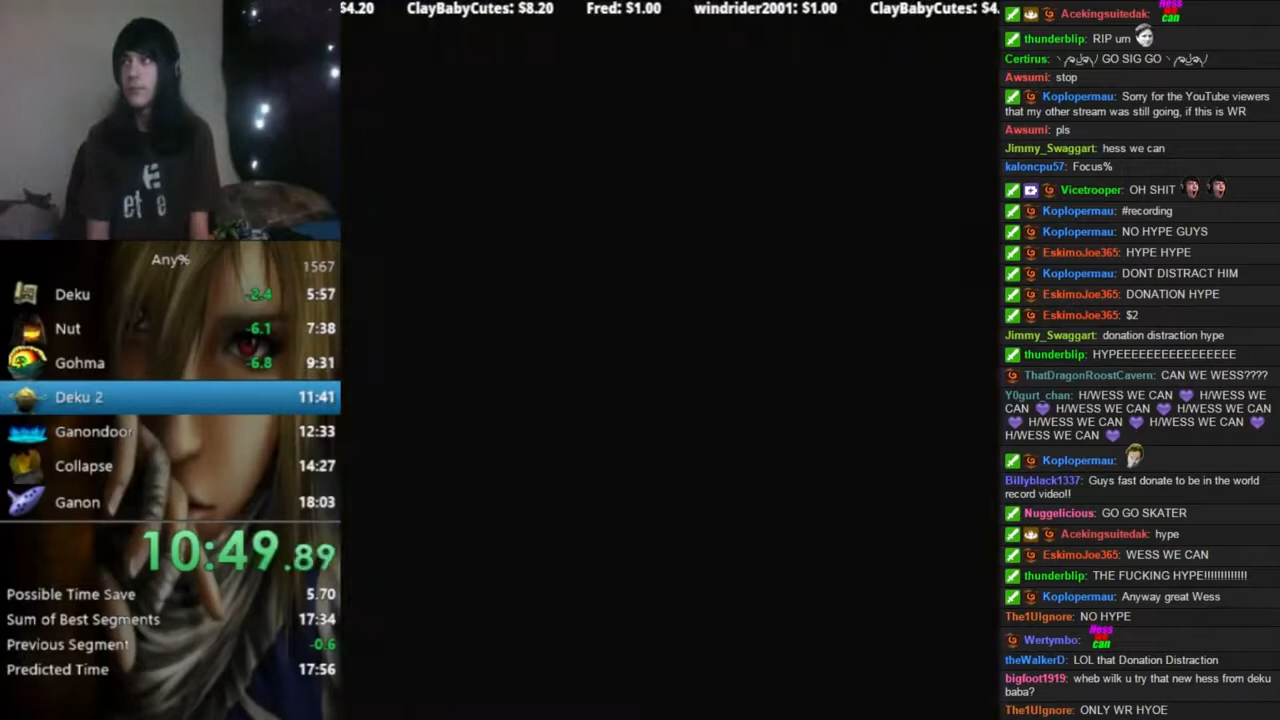 $4.20 ClayBabyCutes: $8.20 Fred: $1.00 windrider2001: $1.00 ClayBabyCutes: $4.
Any% 1567
Deku -2.4 5:57
Nut -6.1 7:38
Gohma -6.8 9:31
Deku 2 11:41
Ganondoor 12:33
Collapse 14:27
Ganon 18:03
10:49.89
Possible Time Save 5.70
Sum of Best Segments 17:34
Previous Segment -0.6
Predicted Time 17:56
Acekingsuitedak: Hess we can
thunderblip: RIP um
Certirus: GO SIG GO
Awsumi: stop
Koplopermau: Sorry for the YouTube viewers
that my other stream was still going, if this is WR
Awsumi: pls
Jimmy_Swaggart: hess we can
kaloncpu57: Focus%
Vicetrooper: OH SHIT
Koplopermau: #recording
Koplopermau: NO HYPE GUYS
EskimoJoe365: HYPE HYPE
Koplopermau: DONT DISTRACT HIM
EskimoJoe365: DONATION HYPE
EskimoJoe365: $2
Jimmy_Swaggart: donation distraction hype
thunderblip: HYPEEEEEEEEEEEEEEEE
ThatDragonRoostCavern: CAN WE WESS????
Y0gurt_chan: H/WESS WE CAN 💜 H/WESS WE
CAN 💜 H/WESS WE CAN 💜 H/WESS WE CAN
💜 H/WESS WE CAN 💜 H/WESS WE CAN 💜
H/WESS WE CAN 💜
Koplopermau:
Billyblack1337: Guys fast donate to be in the world
record video!!
Nuggelicious: GO GO SKATER
Acekingsuitedak: hype
EskimoJoe365: WESS WE CAN
thunderblip: THE FUCKING HYPE!!!!!!!!!!!!
Koplopermau: Anyway great Wess
The1UIgnore: NO HYPE
Wertymbo: Hess we can
theWalkerD: LOL that Donation Distraction
bigfoot1919: wheb wilk u try that new hess from deku
baba?
The1UIgnore: ONLY WR HYOE